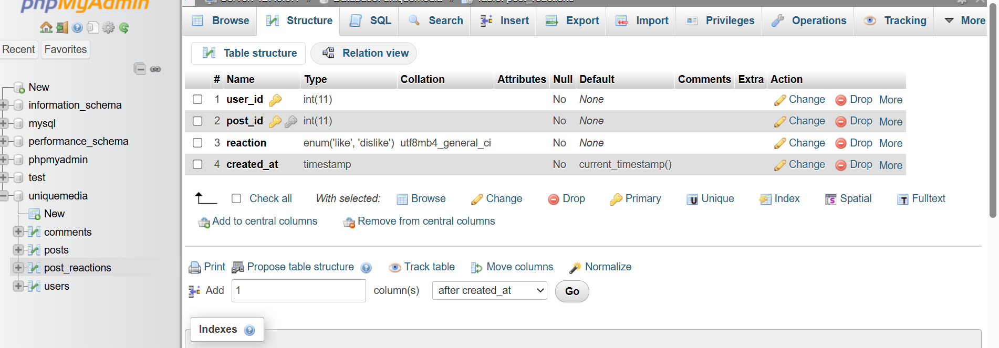 phpMyAdmin
Recent Favorites
New
information_schema
mysql
performance_schema
phpmyadmin
test
uniquemedia
New
comments
posts
post_reactions
users
Browse Structure SQL Search Insert Export Import Privileges Operations Tracking More
Table structure Relation view
# Name Type Collation Attributes Null Default Comments Extra Action
1 user_id int(11) No None Change Drop More
2 post_id int(11) No None Change Drop More
3 reaction enum('like', 'dislike') utf8mb4_general_ci No None Change Drop More
4 created_at timestamp No current_timestamp() Change Drop More
Check all With selected: Browse Change Drop Primary Unique Index Spatial Fulltext
Add to central columns Remove from central columns
Print Propose table structure Track table Move columns Normalize
Add 1 column(s) after created_at Go
Indexes